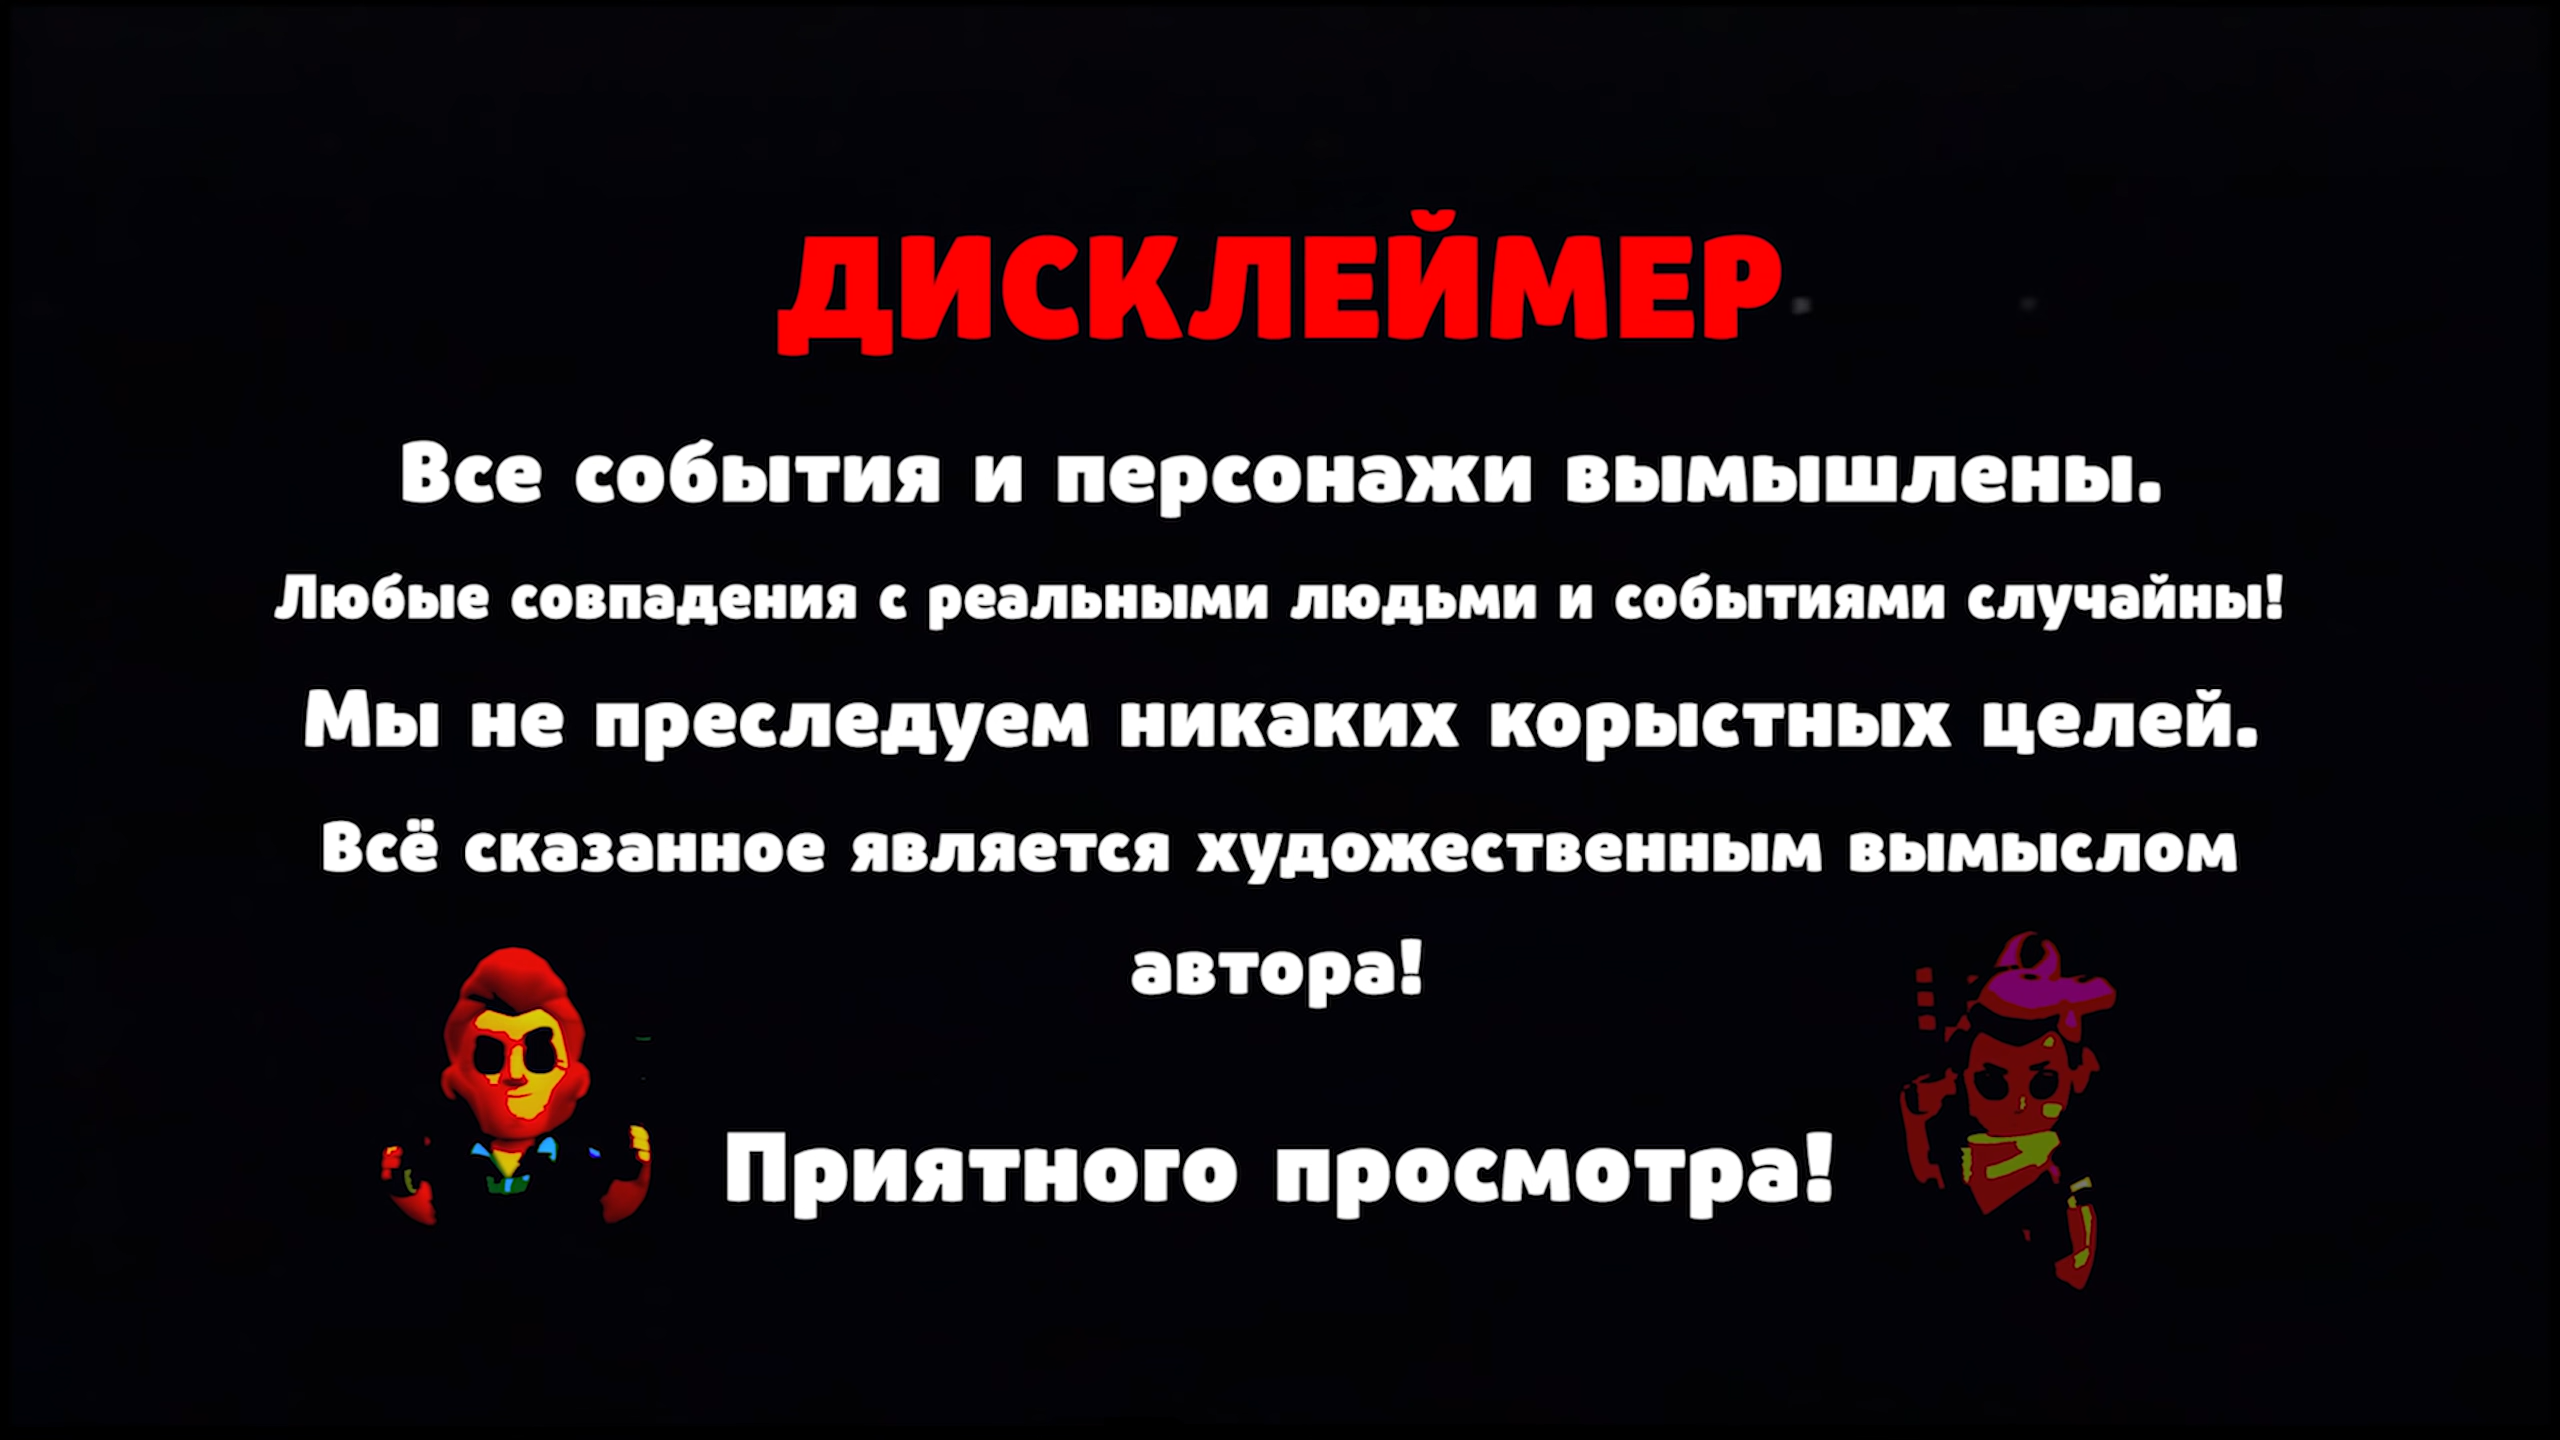 ДИСКЛЕЙМЕР
Все события и персонажи вымышлены.
Любые совпадения с реальными людьми и событиями случайны!
Мы не преследуем никаких корыстных целей.
Всё сказанное является художественным вымыслом
автора!
Приятного просмотра!